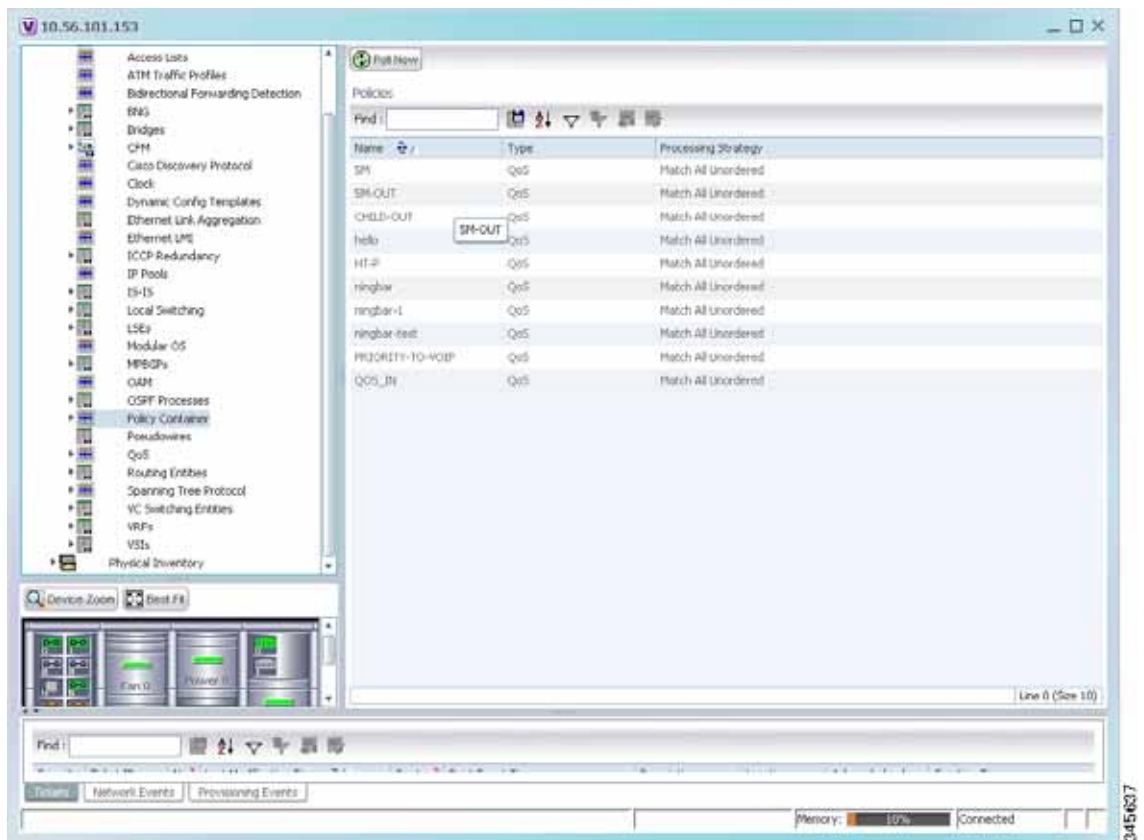 10.56.101.153
Access Lists
ATM Traffic Profiles
Bidirectional Forwarding Detection
BNG
Bridges
CFM
Cisco Discovery Protocol
Clock
Dynamic Config Templates
Ethernet Link Aggregation
Ethernet LMI
ICCP Redundancy
IP Pools
IS-IS
Local Switching
LSEs
Modular OS
MPBGPs
OAM
OSPF Processes
Policy Container
Pseudowires
QoS
Routing Entities
Spanning Tree Protocol
VC Switching Entities
VRFs
VSIs
Physical Inventory
Poll Now
Policies
Find :
Name Type Processing Strategy
SM QoS Match All Unordered
SM-OUT QoS Match All Unordered
CHILD-OUT QoS Match All Unordered
SM-OUT
hello QoS Match All Unordered
HT-P QoS Match All Unordered
ningbar QoS Match All Unordered
ningbar-1 QoS Match All Unordered
ningbar-test QoS Match All Unordered
PRIORITY-TO-VOIP QoS Match All Unordered
QOS_IN QoS Match All Unordered
Line 0 (Size 10)
Device Zoom Best Fit
Fan 0
Power 0
Find :
Tickets Network Events Provisioning Events
Memory: 10% Connected
345637